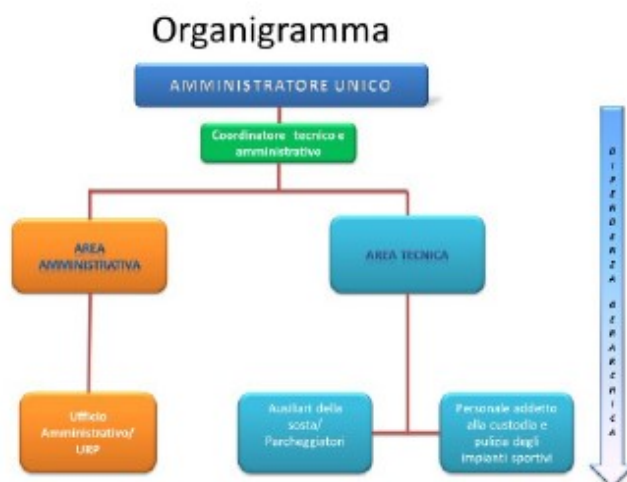 Organigramma
AMMINISTRATORE UNICO
Coordinatore tecnico e
amministrativo
AREA
AMMINISTRATIVA
AREA TECNICA
Ufficio
Amministrativo/
URP
Ausiliari della
sosta/
Parcheggiatori
Personale addetto
alla custodia e
pulizia degli
impianti sportivi
DIPENDENZA GERARCHICA